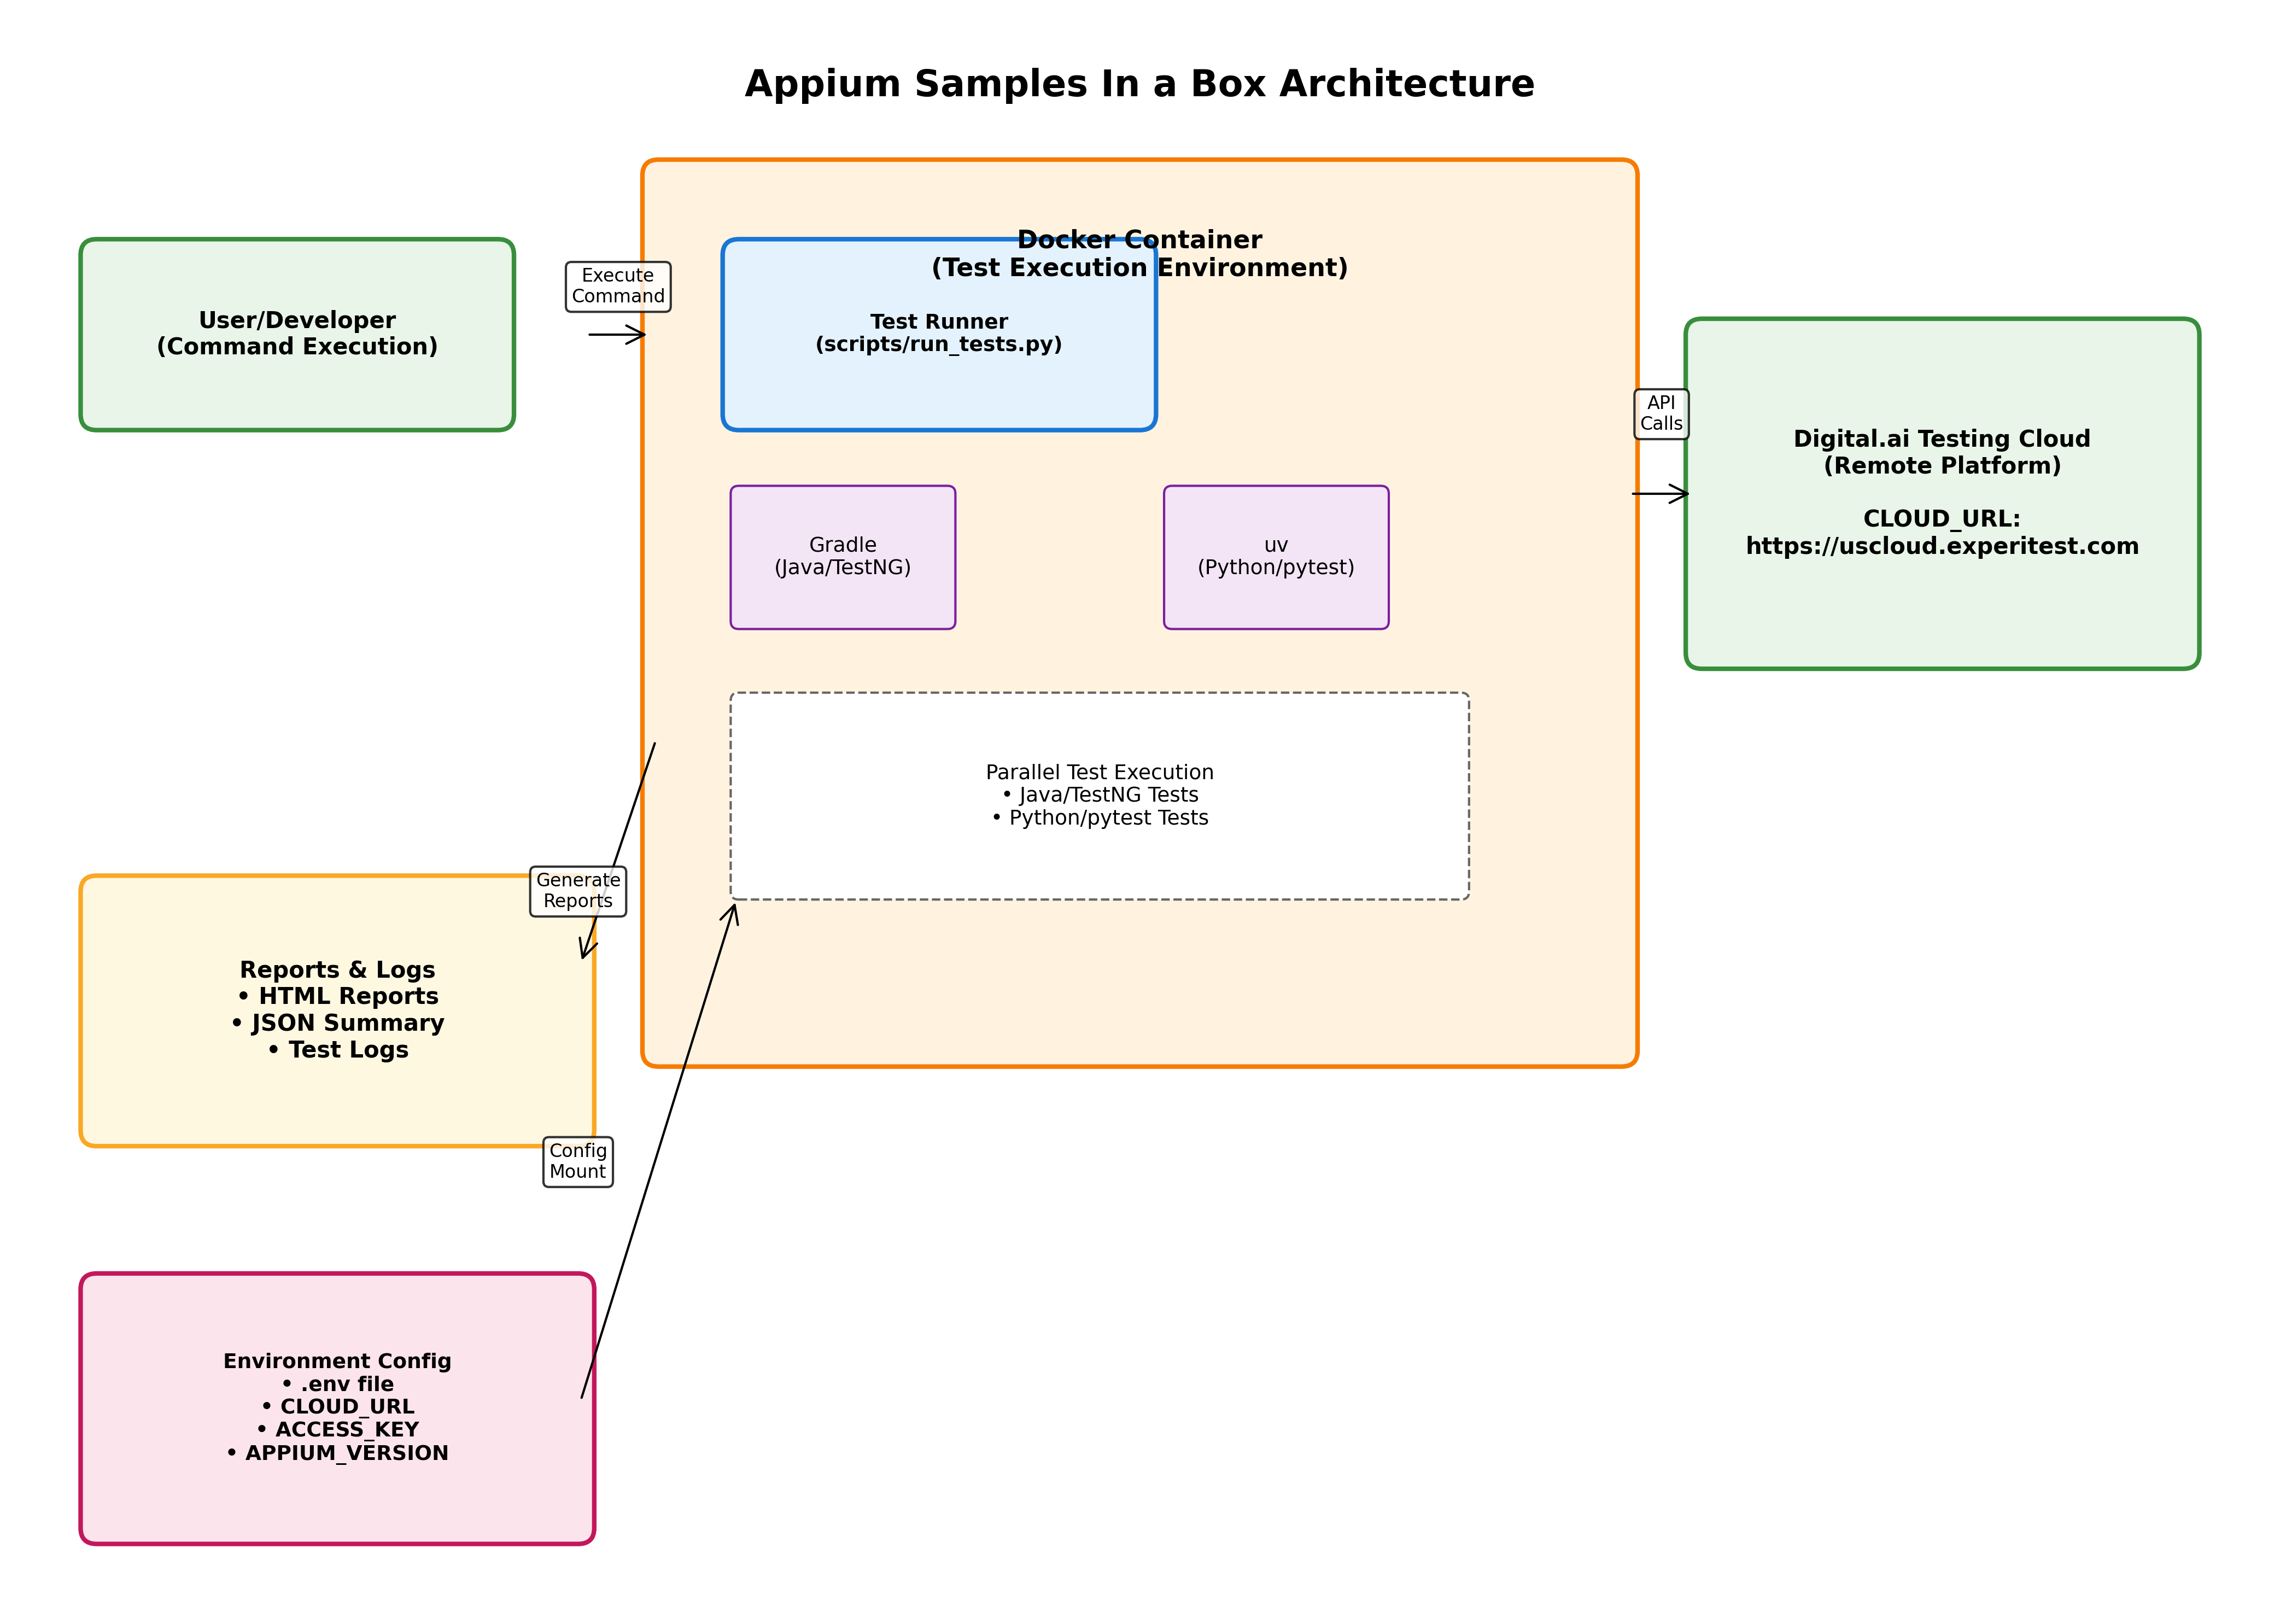 Appium Samples In a Box Architecture
Docker Container
(Test Execution Environment)
User/Developer
(Command Execution)
Execute
Command
Test Runner
(scripts/run_tests.py)
API
Calls
Digital.ai Testing Cloud
(Remote Platform)
CLOUD_URL:
https://uscloud.experitest.com
Gradle
(Java/TestNG)
uv
(Python/pytest)
Parallel Test Execution
• Java/TestNG Tests
• Python/pytest Tests
Generate
Reports
Reports & Logs
• HTML Reports
• JSON Summary
• Test Logs
Config
Mount
Environment Config
• .env file
• CLOUD_URL
• ACCESS_KEY
• APPIUM_VERSION